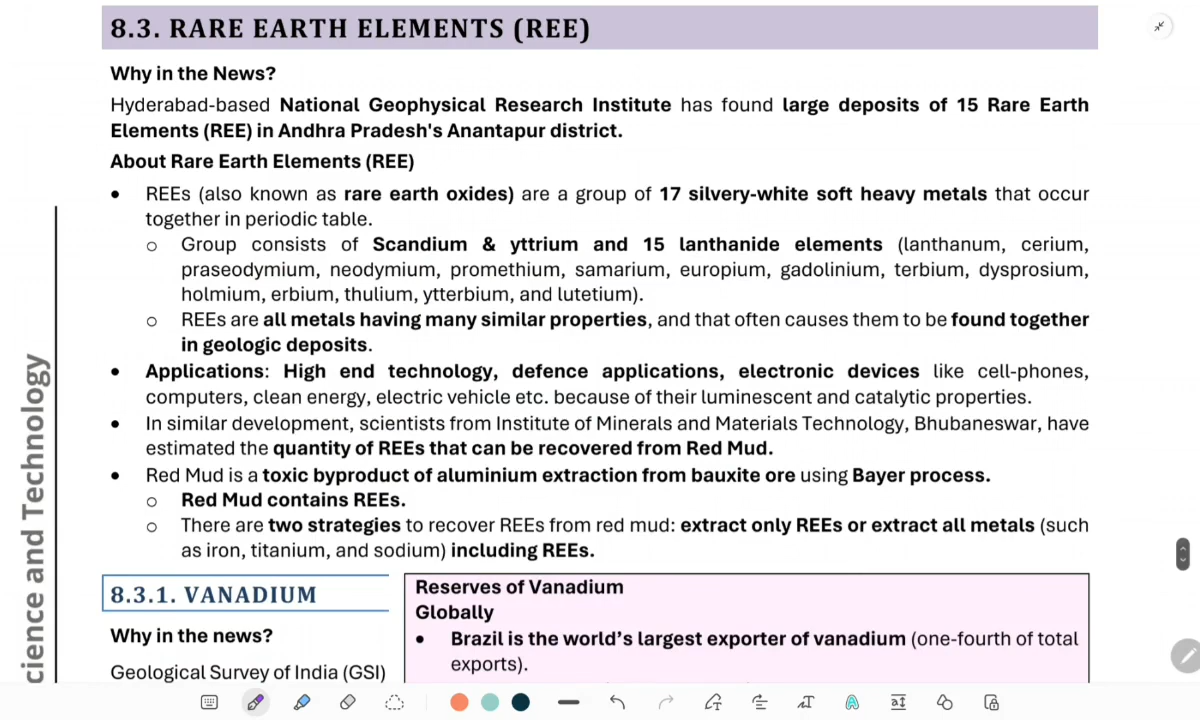 8.3. RARE EARTH ELEMENTS (REE)
Why in the News?
Hyderabad-based National Geophysical Research Institute has found large deposits of 15 Rare Earth
Elements (REE) in Andhra Pradesh's Anantapur district.
About Rare Earth Elements (REE)
• REEs (also known as rare earth oxides) are a group of 17 silvery-white soft heavy metals that occur
together in periodic table.
o Group consists of Scandium & yttrium and 15 lanthanide elements (lanthanum, cerium,
praseodymium, neodymium, promethium, samarium, europium, gadolinium, terbium, dysprosium,
holmium, erbium, thulium, ytterbium, and lutetium).
o REEs are all metals having many similar properties, and that often causes them to be found together
in geologic deposits.
• Applications: High end technology, defence applications, electronic devices like cell-phones,
computers, clean energy, electric vehicle etc. because of their luminescent and catalytic properties.
• In similar development, scientists from Institute of Minerals and Materials Technology, Bhubaneswar, have
estimated the quantity of REEs that can be recovered from Red Mud.
• Red Mud is a toxic byproduct of aluminium extraction from bauxite ore using Bayer process.
o Red Mud contains REEs.
o There are two strategies to recover REEs from red mud: extract only REEs or extract all metals (such
as iron, titanium, and sodium) including REEs.
8.3.1. VANADIUM
Why in the news?
Geological Survey of India (GSI)
Reserves of Vanadium
Globally
• Brazil is the world’s largest exporter of vanadium (one-fourth of total
exports).
cience and Technology